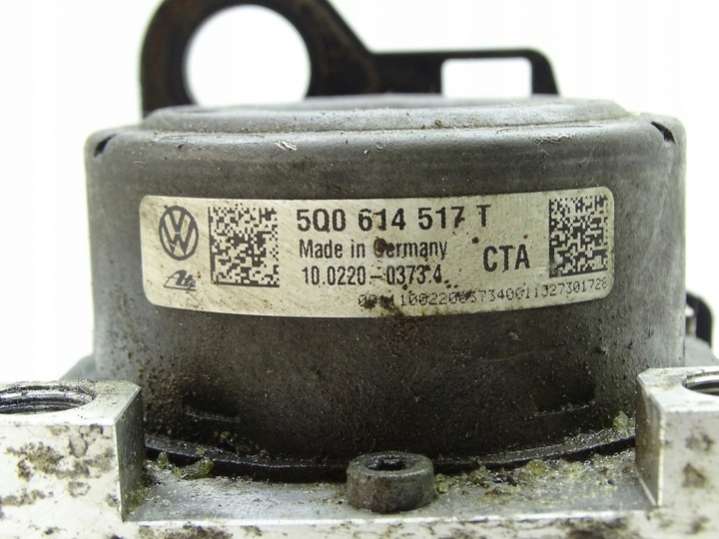 5Q0 614 517 T
Made in Germany
10.0220-0373.4
CTA